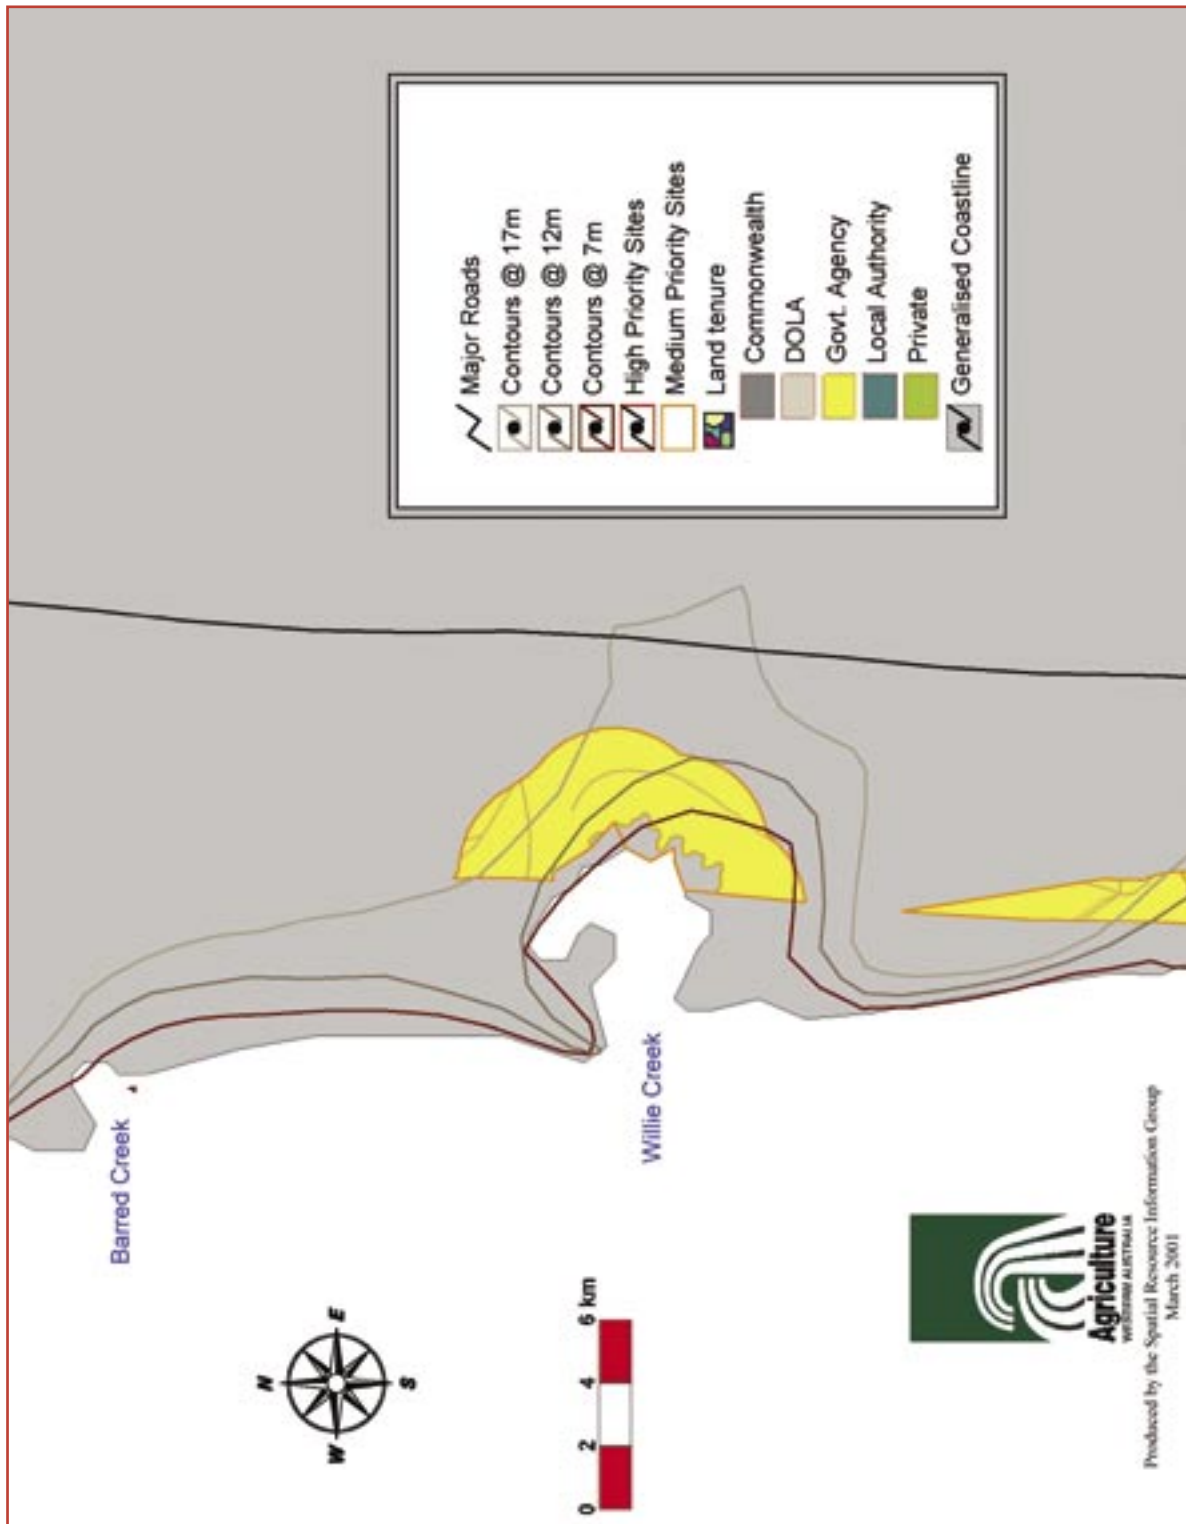 Major Roads
Contours @ 17m
Contours @ 12m
Contours @ 7m
High Priority Sites
Medium Priority Sites
Land tenure
Commonwealth
DOLA
Govt. Agency
Local Authority
Private
Generalised Coastline
Barred Creek
Willie Creek
N
W
E
S
0 2 4 6 km
Agriculture
WESTERN AUSTRALIA
Produced by the Spatial Resource Information Group
March 2001